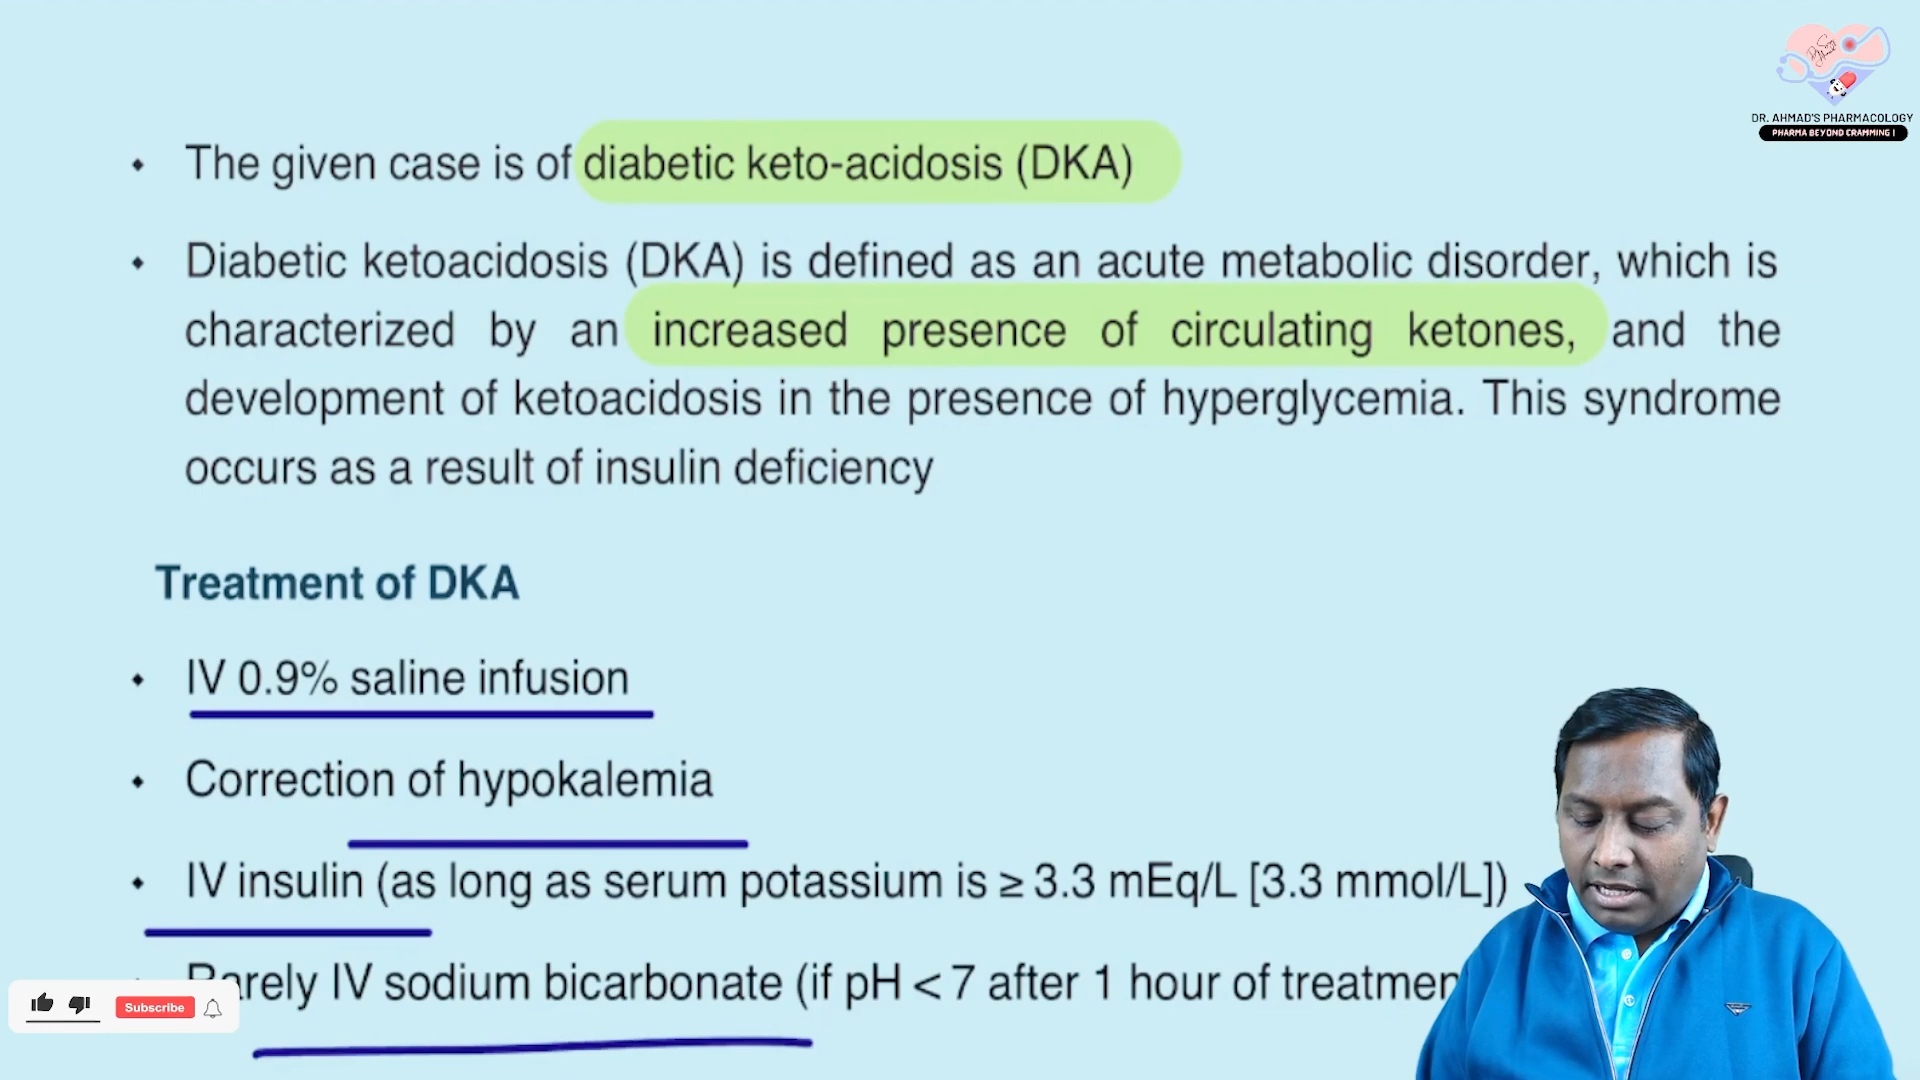 DR. AHMAD'S PHARMACOLOGY
PHARMA BEYOND CRAMMING !
• The given case is of diabetic keto-acidosis (DKA)
• Diabetic ketoacidosis (DKA) is defined as an acute metabolic disorder, which is
characterized by an increased presence of circulating ketones, and the
development of ketoacidosis in the presence of hyperglycemia. This syndrome
occurs as a result of insulin deficiency
Treatment of DKA
• IV 0.9% saline infusion
• Correction of hypokalemia
• IV insulin (as long as serum potassium is ≥ 3.3 mEq/L [3.3 mmol/L])
• Rarely IV sodium bicarbonate (if pH < 7 after 1 hour of treatmen
Subscribe